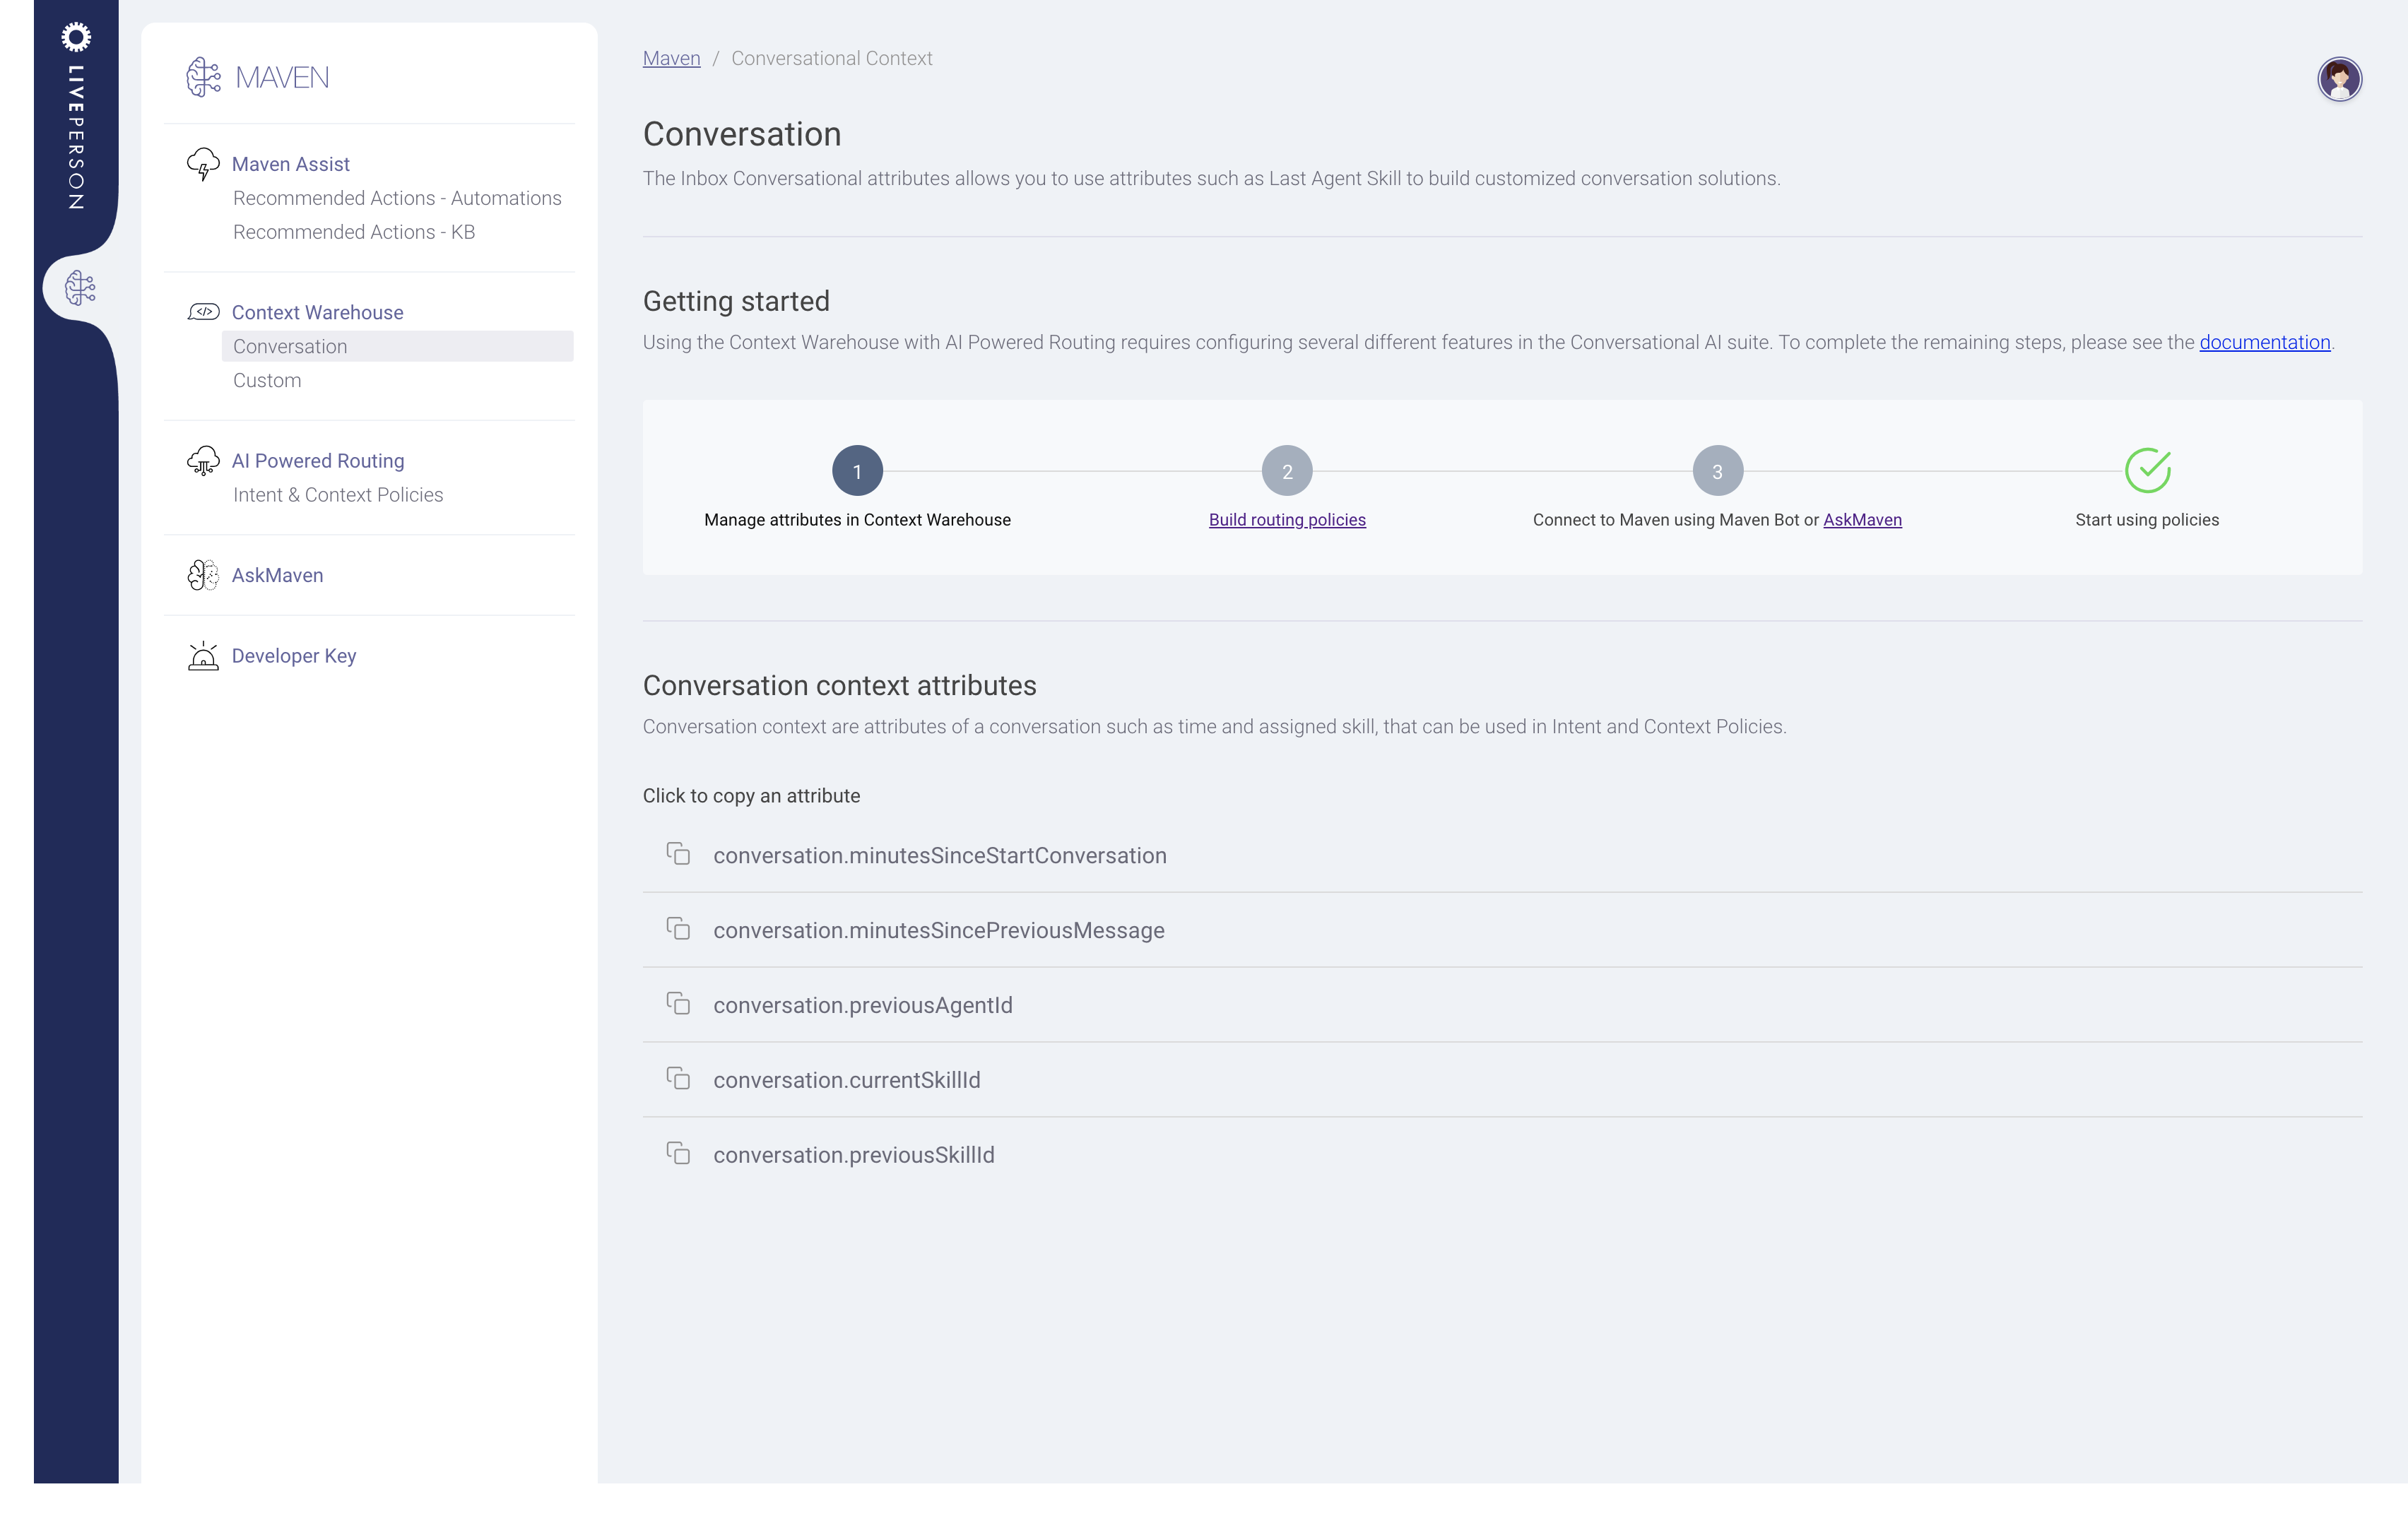 LIVEPERSON
MAVEN
Maven Assist
Recommended Actions - Automations
Recommended Actions - KB
</> Context Warehouse
Conversation
Custom
AI Powered Routing
Intent & Context Policies
AskMaven
Developer Key
Maven / Conversational Context
Conversation
The Inbox Conversational attributes allows you to use attributes such as Last Agent Skill to build customized conversation solutions.
Getting started
Using the Context Warehouse with AI Powered Routing requires configuring several different features in the Conversational AI suite. To complete the remaining steps, please see the documentation.
1 2 3
Manage attributes in Context Warehouse Build routing policies Connect to Maven using Maven Bot or AskMaven Start using policies
Conversation context attributes
Conversation context are attributes of a conversation such as time and assigned skill, that can be used in Intent and Context Policies.
Click to copy an attribute
conversation.minutesSinceStartConversation
conversation.minutesSincePreviousMessage
conversation.previousAgentId
conversation.currentSkillId
conversation.previousSkillId